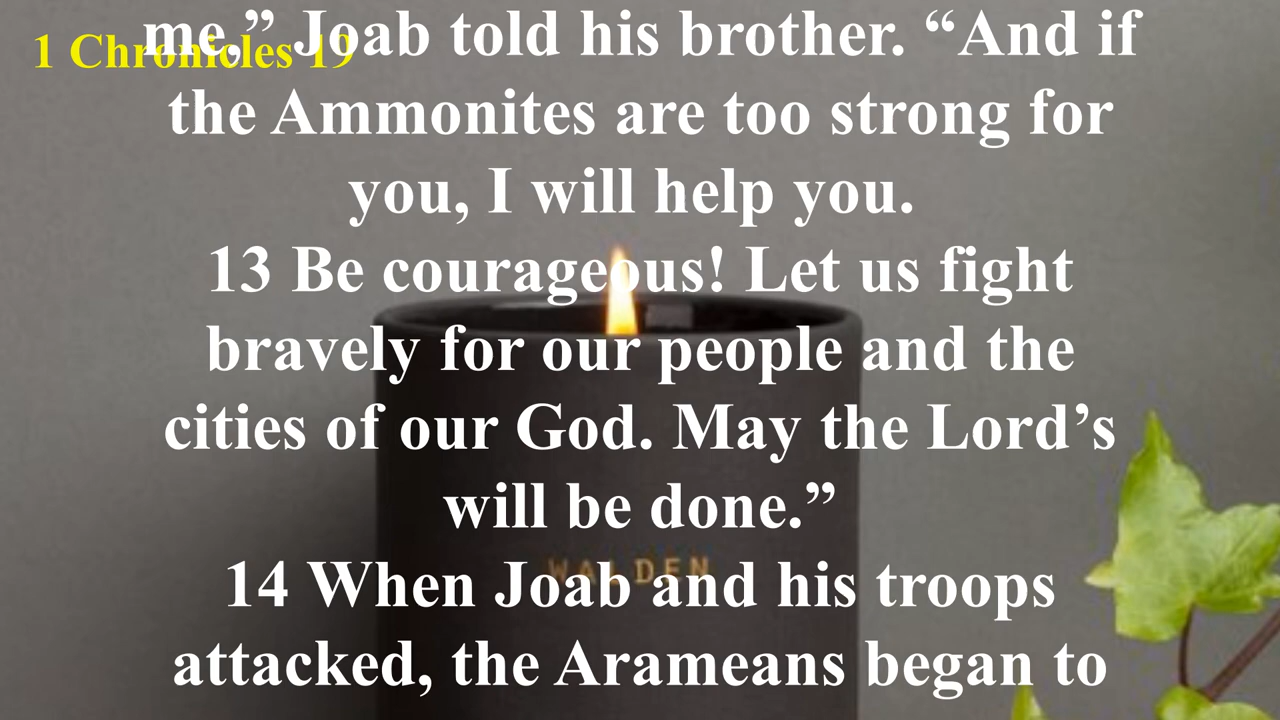 1 Chronicles 19
me,” Joab told his brother. “And if
the Ammonites are too strong for
you, I will help you.
13 Be courageous! Let us fight
bravely for our people and the
cities of our God. May the Lord’s
will be done.”
WALDEN
14 When Joab and his troops
attacked, the Arameans began to